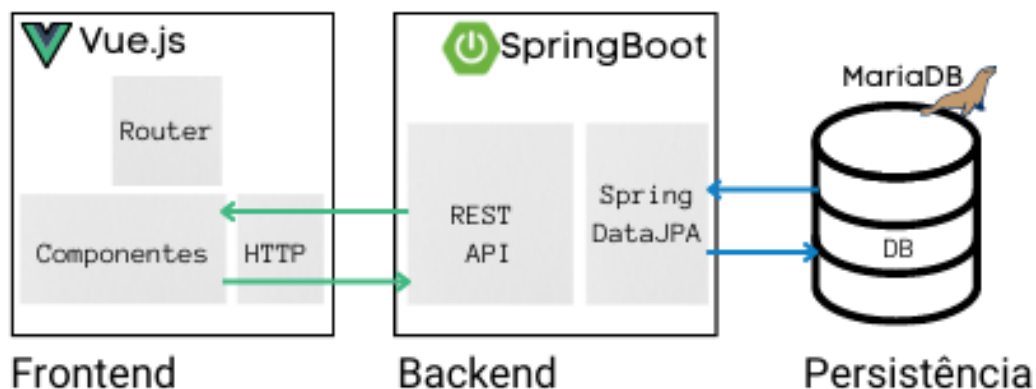 Vue.js
Router
Componentes
HTTP
Frontend
SpringBoot
REST
API
Spring
DataJPA
Backend
MariaDB
DB
Persistência